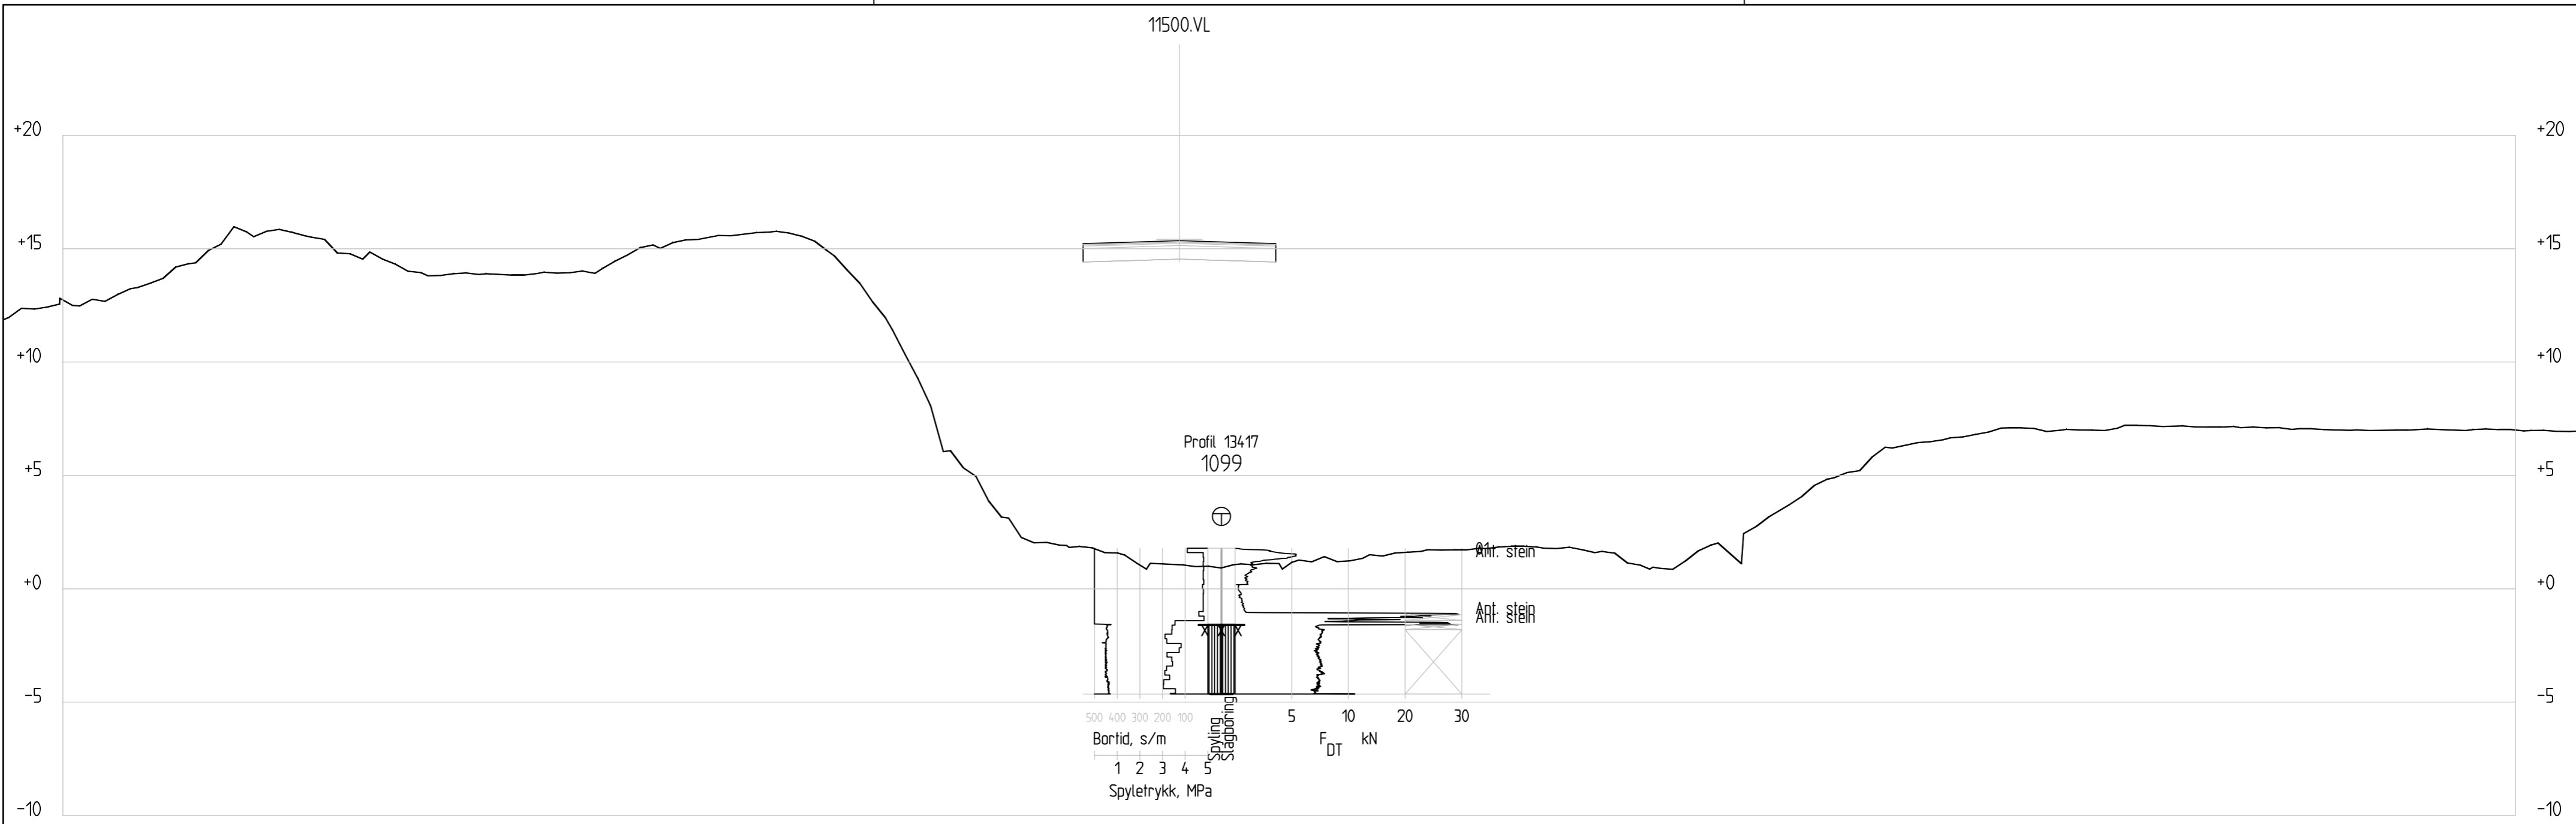 11500.VL
+20 +20
+15 +15
+10 +10
Profil 13417
1099
+5 +5
Ant. stein
+0 +0
Ant. stein
Ant. stein
-5 -5
500 400 300 200 100 5 10 20 30
Spyling
Slagboring
Bortid, s/m
F DT kN
1 2 3 4 5
Spyletrykk, MPa
-10 -10